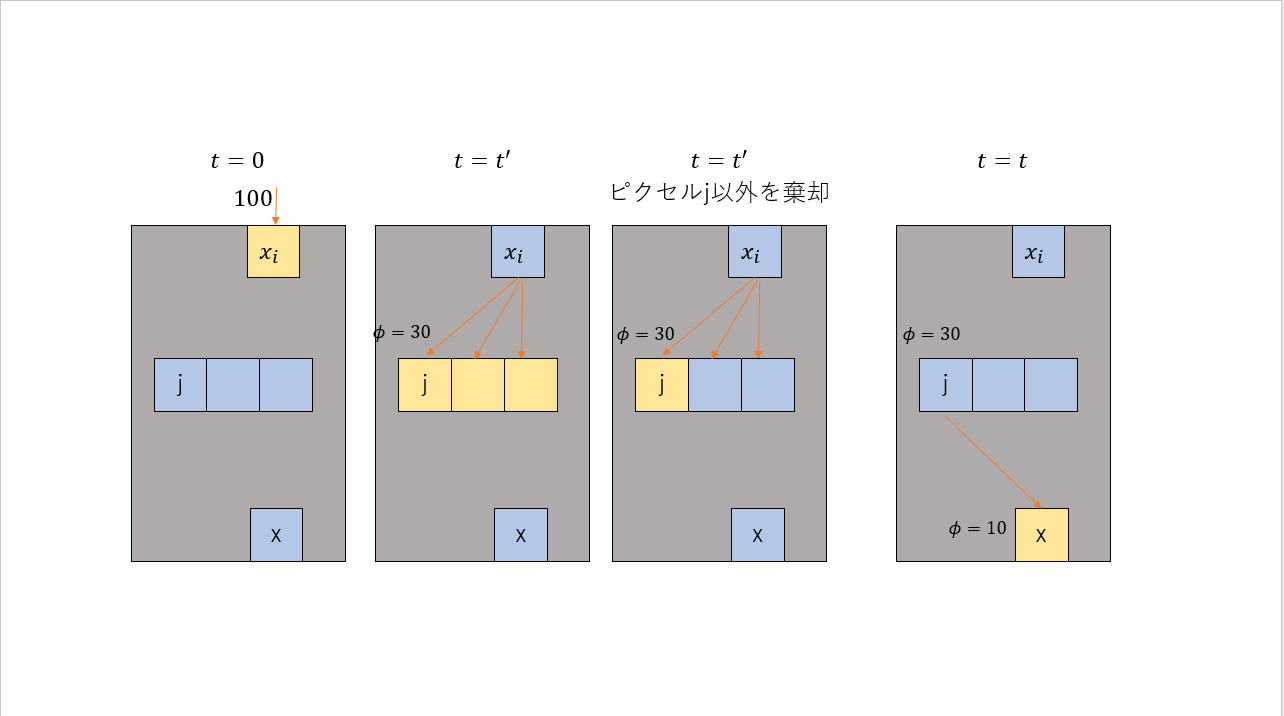 t = 0
100
x_i
j
x
t = t′
x_i
ϕ = 30
j
x
t = t′
ピクセルj以外を棄却
x_i
ϕ = 30
j
x
t = t
x_i
ϕ = 30
j
ϕ = 10
x